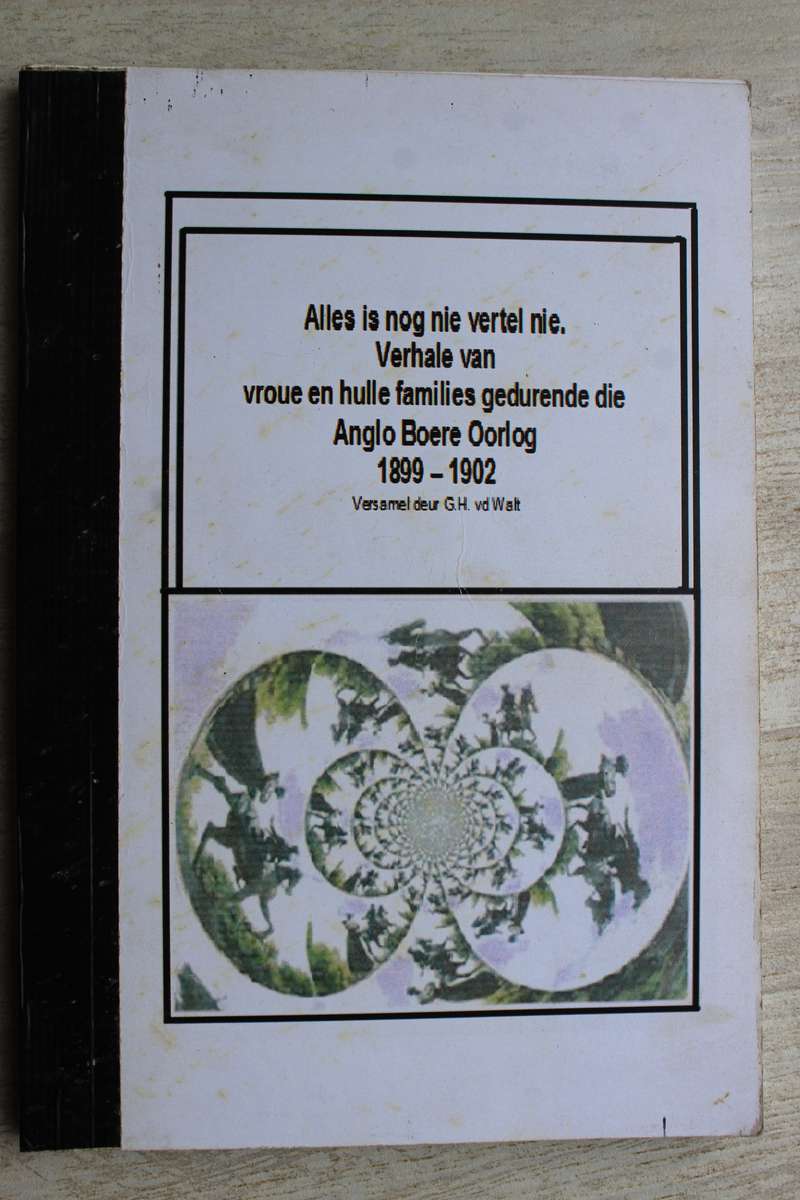 Alles is nog nie vertel nie.
Verhale van
vroue en hulle families gedurende die
Anglo Boere Oorlog
1899 – 1902
Versamel deur G.H. vd Walt